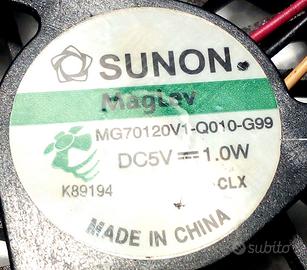 SUNON.
MagLev
MG70120V1-Q010-G99
DC5V ⎓ 1.0W
K89194 CLX
MADE IN CHINA
subito